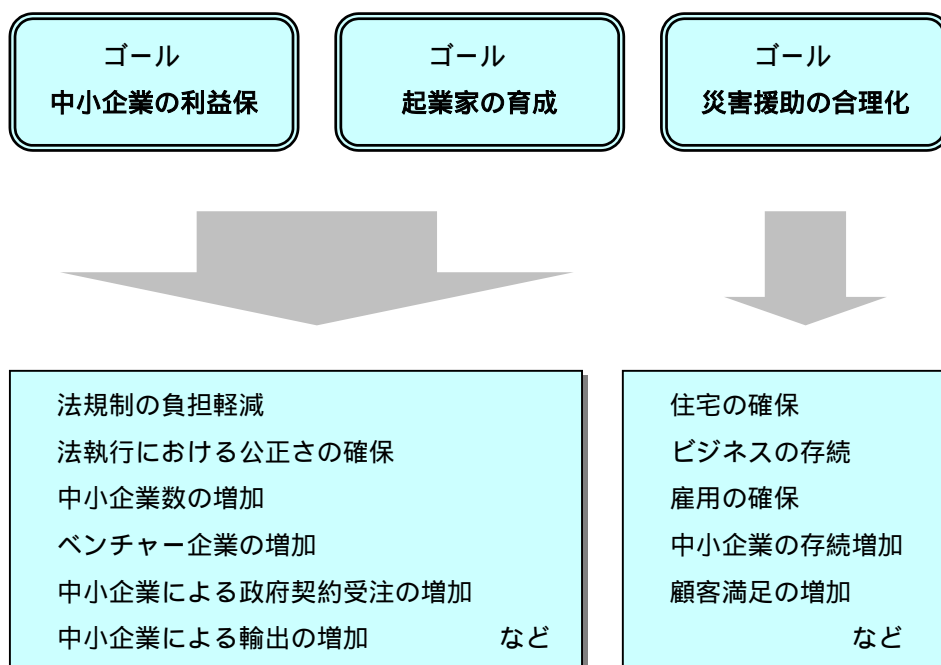 ゴール
中小企業の利益保
ゴール
起業家の育成
ゴール
災害援助の合理化
法規制の負担軽減
法執行における公正さの確保
中小企業数の増加
ベンチャー企業の増加
中小企業による政府契約受注の増加
中小企業による輸出の増加 など
住宅の確保
ビジネスの存続
雇用の確保
中小企業の存続増加
顧客満足の増加
など